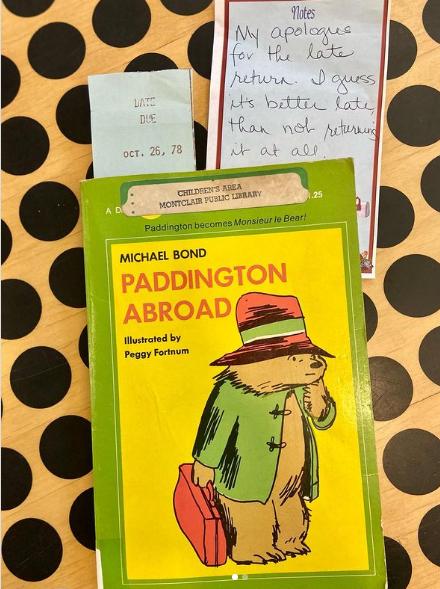 Notes
My apologies
for the late
return. I guess
it's better late,
than not returning
it at all.
DATE
DUE
OCT. 26, 78
CHILDREN'S AREA
MONTCLAIR PUBLIC LIBRARY
A D .25
Paddington becomes Monsieur le Bear!
MICHAEL BOND
PADDINGTON
ABROAD
Illustrated by
Peggy Fortnum